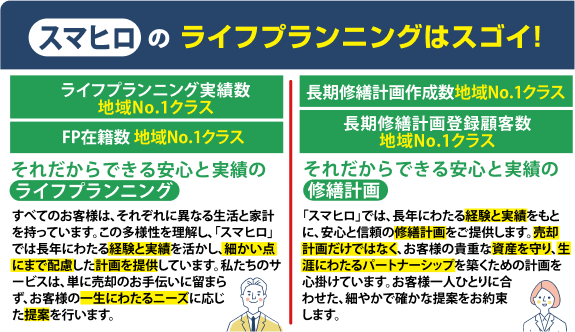 スマヒロ の ライフプランニングはスゴイ!
ライフプランニング実績数
地域No.1クラス
FP在籍数 地域No.1クラス
それだからできる安心と実績の
ライフプランニング
すべてのお客様は、それぞれに異なる生活と家計
を持っています。この多様性を理解し、「スマヒロ」
では長年にわたる経験と実績を活かし、細かい点
にまで配慮した計画を提供しています。私たちのサ
ービスは、単に売却のお手伝いに留まら
ず、お客様の一生にわたるニーズに応じ
た提案を行います。
長期修繕計画作成数地域No.1クラス
長期修繕計画登録顧客数
地域No.1クラス
それだからできる安心と実績の
修繕計画
「スマヒロ」では、長年にわたる経験と実績をもと
に、安心と信頼の修繕計画をご提供します。売却
計画だけではなく、お客様の貴重な資産を守り、生
涯にわたるパートナーシップを築くための計画を
心掛けています。お客様一人ひとりに合
わせた、細やかで確かな提案をお約束
します。